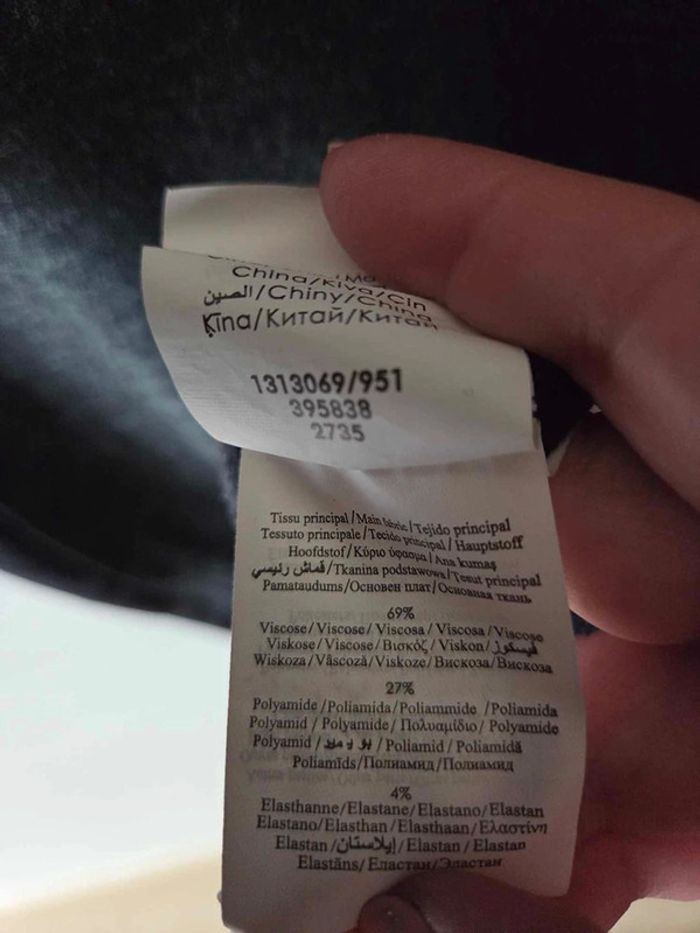 China/Kiva/Cin
الصين/Chiny/China
Ķīna/Китай/Китай
1313069/951
395838
2735
Tissu principal/Main fabric/Tejido principal
Tessuto principale/Tecido principal/Hauptstoff
Hoofdstof/Κύριο ύφασμα/Ana kumaş
قماش رئيسي/Tkanina podstawowa/Tesut principal
Pamataudums/Основен плат/Основная ткань
69%
Viscose/Viscose/Viscosa/Viscosa/Viscose
Viskose/Viscose/Βισκόζ/Viskon/فيسكوز
Wiskoza/Vâscoză/Viskoze/Вискоза/Вискоза
27%
Polyamide/Poliamida/Poliammide/Poliamida
Polyamid/Polyamide/Πολυαμίδιο/Polyamide
Polyamid/Poliamid/Poliamidă
Poliamīds/Полиамид/Полиамид
4%
Elasthanne/Elastane/Elastano/Elastan
Elastano/Elasthan/Elasthaan/Ελαστίνη
Elastan/إيلاستان/Elastan/Elastan
Elastāns/Еластан/Эластан